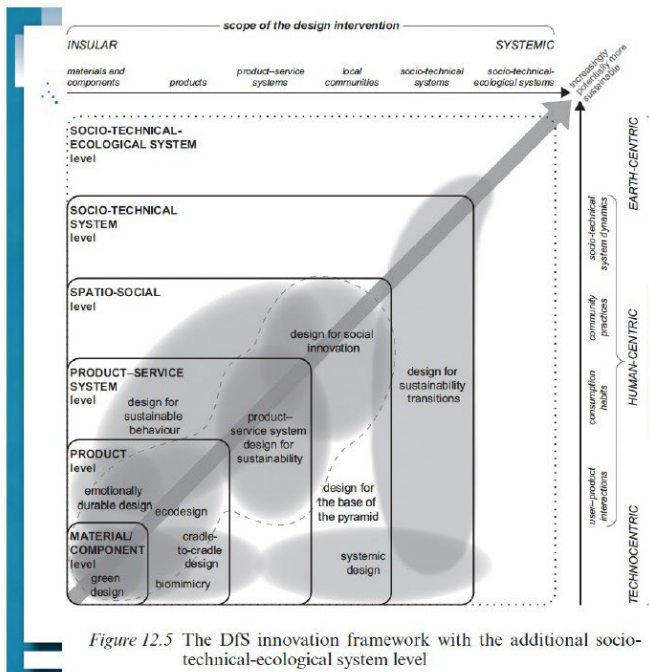 scope of the design intervention
INSULAR
SYSTEMIC
materials and
components
products
product–service
systems
local
communities
socio-technical
systems
socio-technical-
ecological systems
increasingly
potentially more
sustainable
SOCIO-TECHNICAL-
ECOLOGICAL SYSTEM
level
SOCIO-TECHNICAL
SYSTEM
level
SPATIO-SOCIAL
level
design for social
innovation
PRODUCT–SERVICE
SYSTEM
level
design for
sustainable
behaviour
product–
service system
design for
sustainability
design for
sustainability
transitions
PRODUCT
level
emotionally
durable design
ecodesign
design for
the base of
the pyramid
MATERIAL/
COMPONENT
level
green
design
cradle-
to-cradle
design
biomimicry
systemic
design
EARTH-CENTRIC
HUMAN-CENTRIC
TECHNOCENTRIC
socio-technical
system dynamics
community
practices
consumption
habits
user–product
interactions
Figure 12.5 The DfS innovation framework with the additional socio-
technical-ecological system level